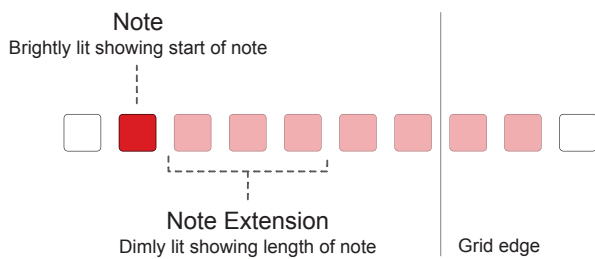 Note
Brightly lit showing start of note
Note Extension
Dimly lit showing length of note
Grid edge